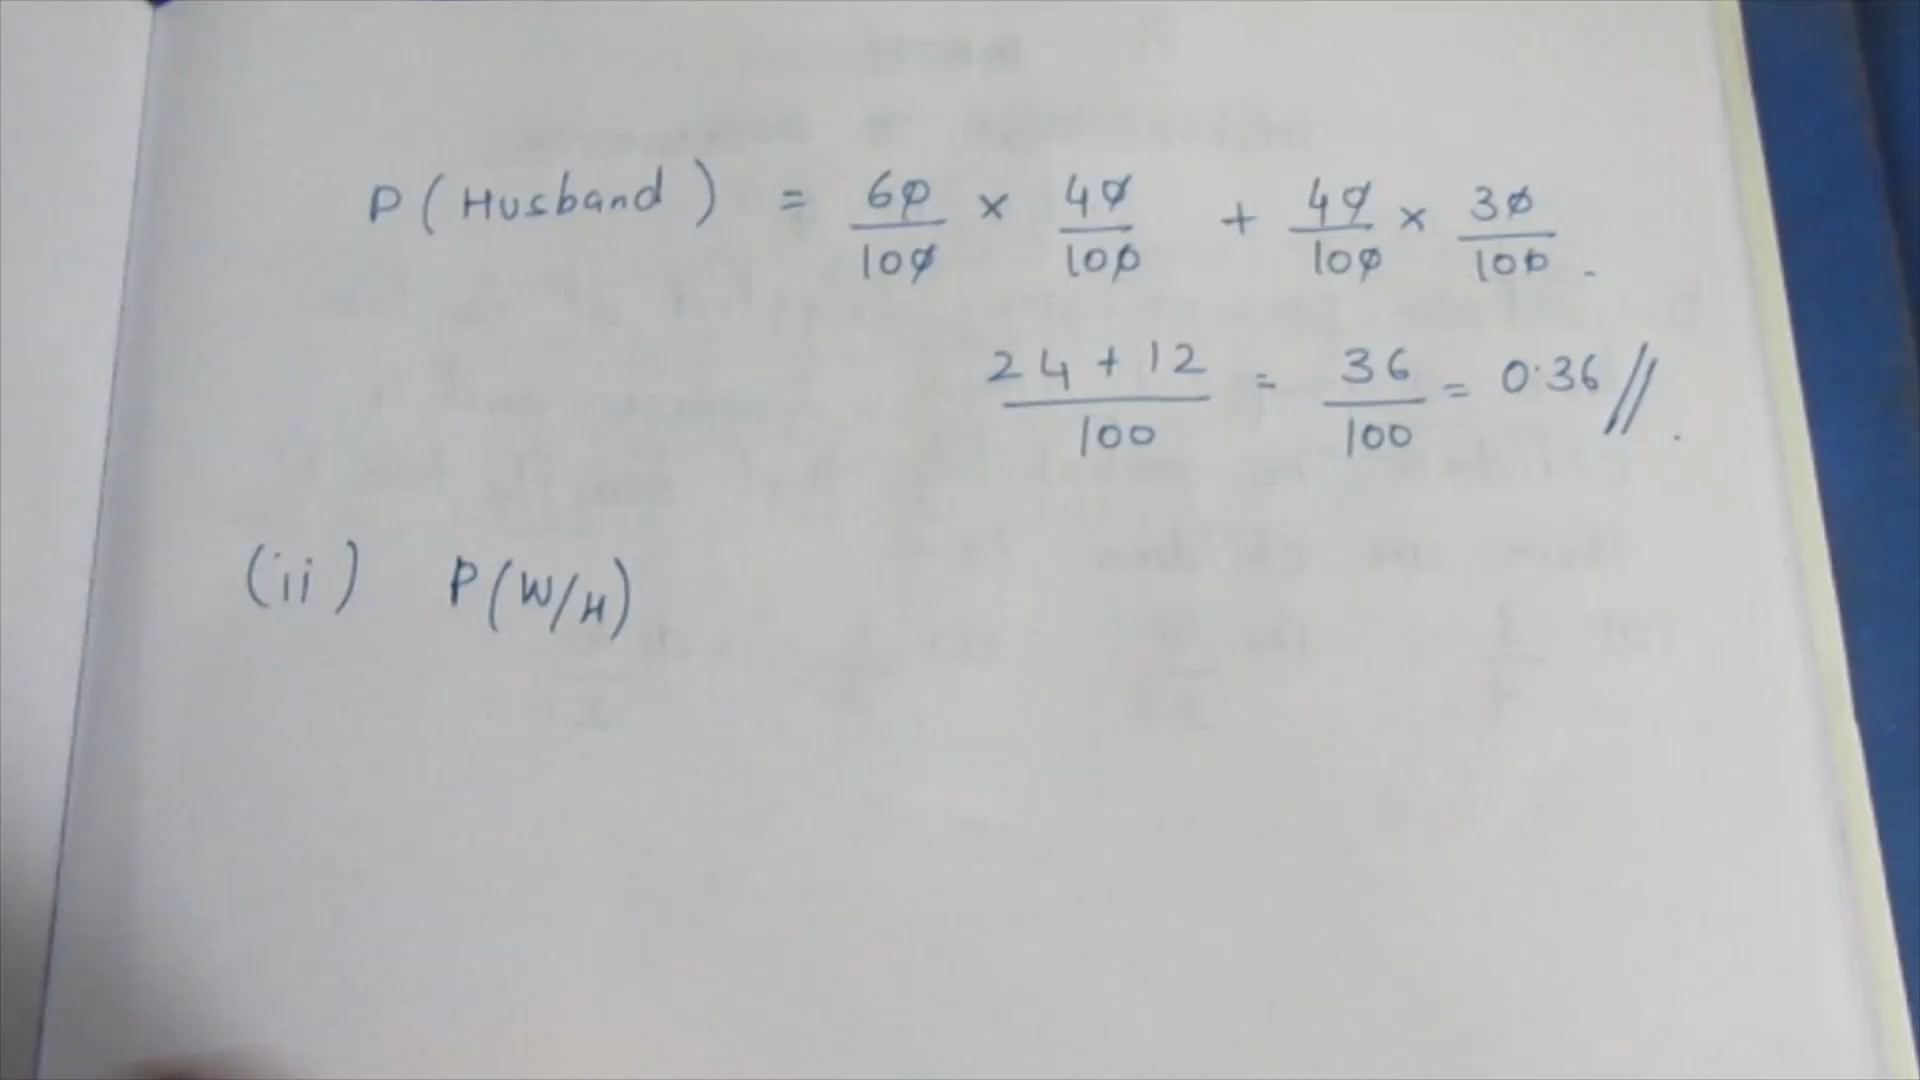 P ( Husband ) = 60/100 × 40/100 + 40/100 × 30/100 .
24 + 12/100 = 36/100 = 0.36 // .
(ii) P(W/H)